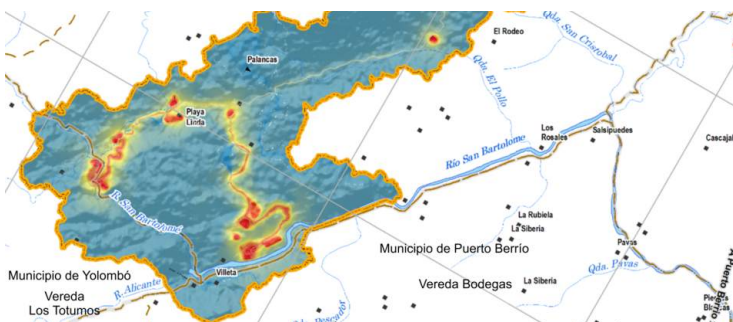 El Rodeo
Qda. San Cristobal
Palancas
Qda. El Pollo
Playa
Linda
Los
Rosales
Salsipuedes
Cascajal
Río San Bartolome
R. San Bartolomé
La Rubiela
La Siberia
Municipio de Puerto Berrío
Pavas
Villeta
Municipio de Yolombó
Vereda Bodegas
La Siberia
Qda. Pavas
R. Alicante
Vereda
Los Totumos
A Puerto Berrío